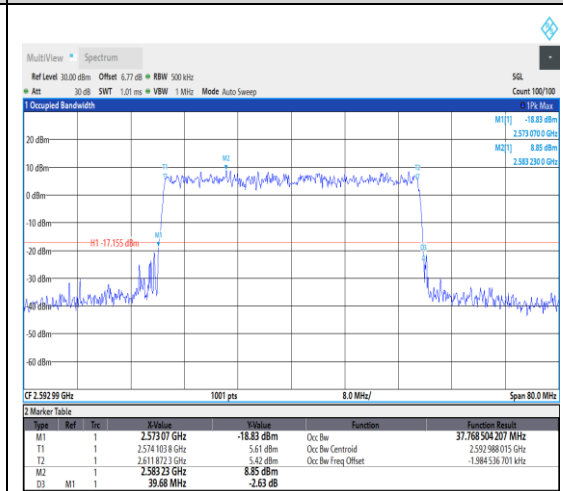 MultiView Spectrum
Ref Level 30.00 dBm Offset 6.77 dB RBW 500 kHz SGL
Att 30 dB SWT 1.01 ms VBW 1 MHz Mode Auto Sweep Count 100/100
1 Occupied Bandwidth 1Pk Max
M1[1] -18.83 dBm
2.573 070 0 GHz
M2[1] 8.85 dBm
2.583 230 0 GHz
20 dBm
10 dBm
T1 M2 T2
0 dBm
-10 dBm
M1
H1 -17.155 dBm
-20 dBm
D3
-30 dBm
-40 dBm
-50 dBm
-60 dBm
CF 2.592 99 GHz 1001 pts 8.0 MHz/ Span 80.0 MHz
2 Marker Table
Type Ref Trc X-Value Y-Value Function Function Result
M1 1 2.573 07 GHz -18.83 dBm Occ Bw 37.768 504 207 MHz
T1 1 2.574 103 8 GHz 5.61 dBm Occ Bw Centroid 2.592 988 015 GHz
T2 1 2.611 872 3 GHz 5.42 dBm Occ Bw Freq Offset -1.984 536 701 kHz
M2 1 2.583 23 GHz 8.85 dBm
D3 M1 1 39.68 MHz -2.63 dB